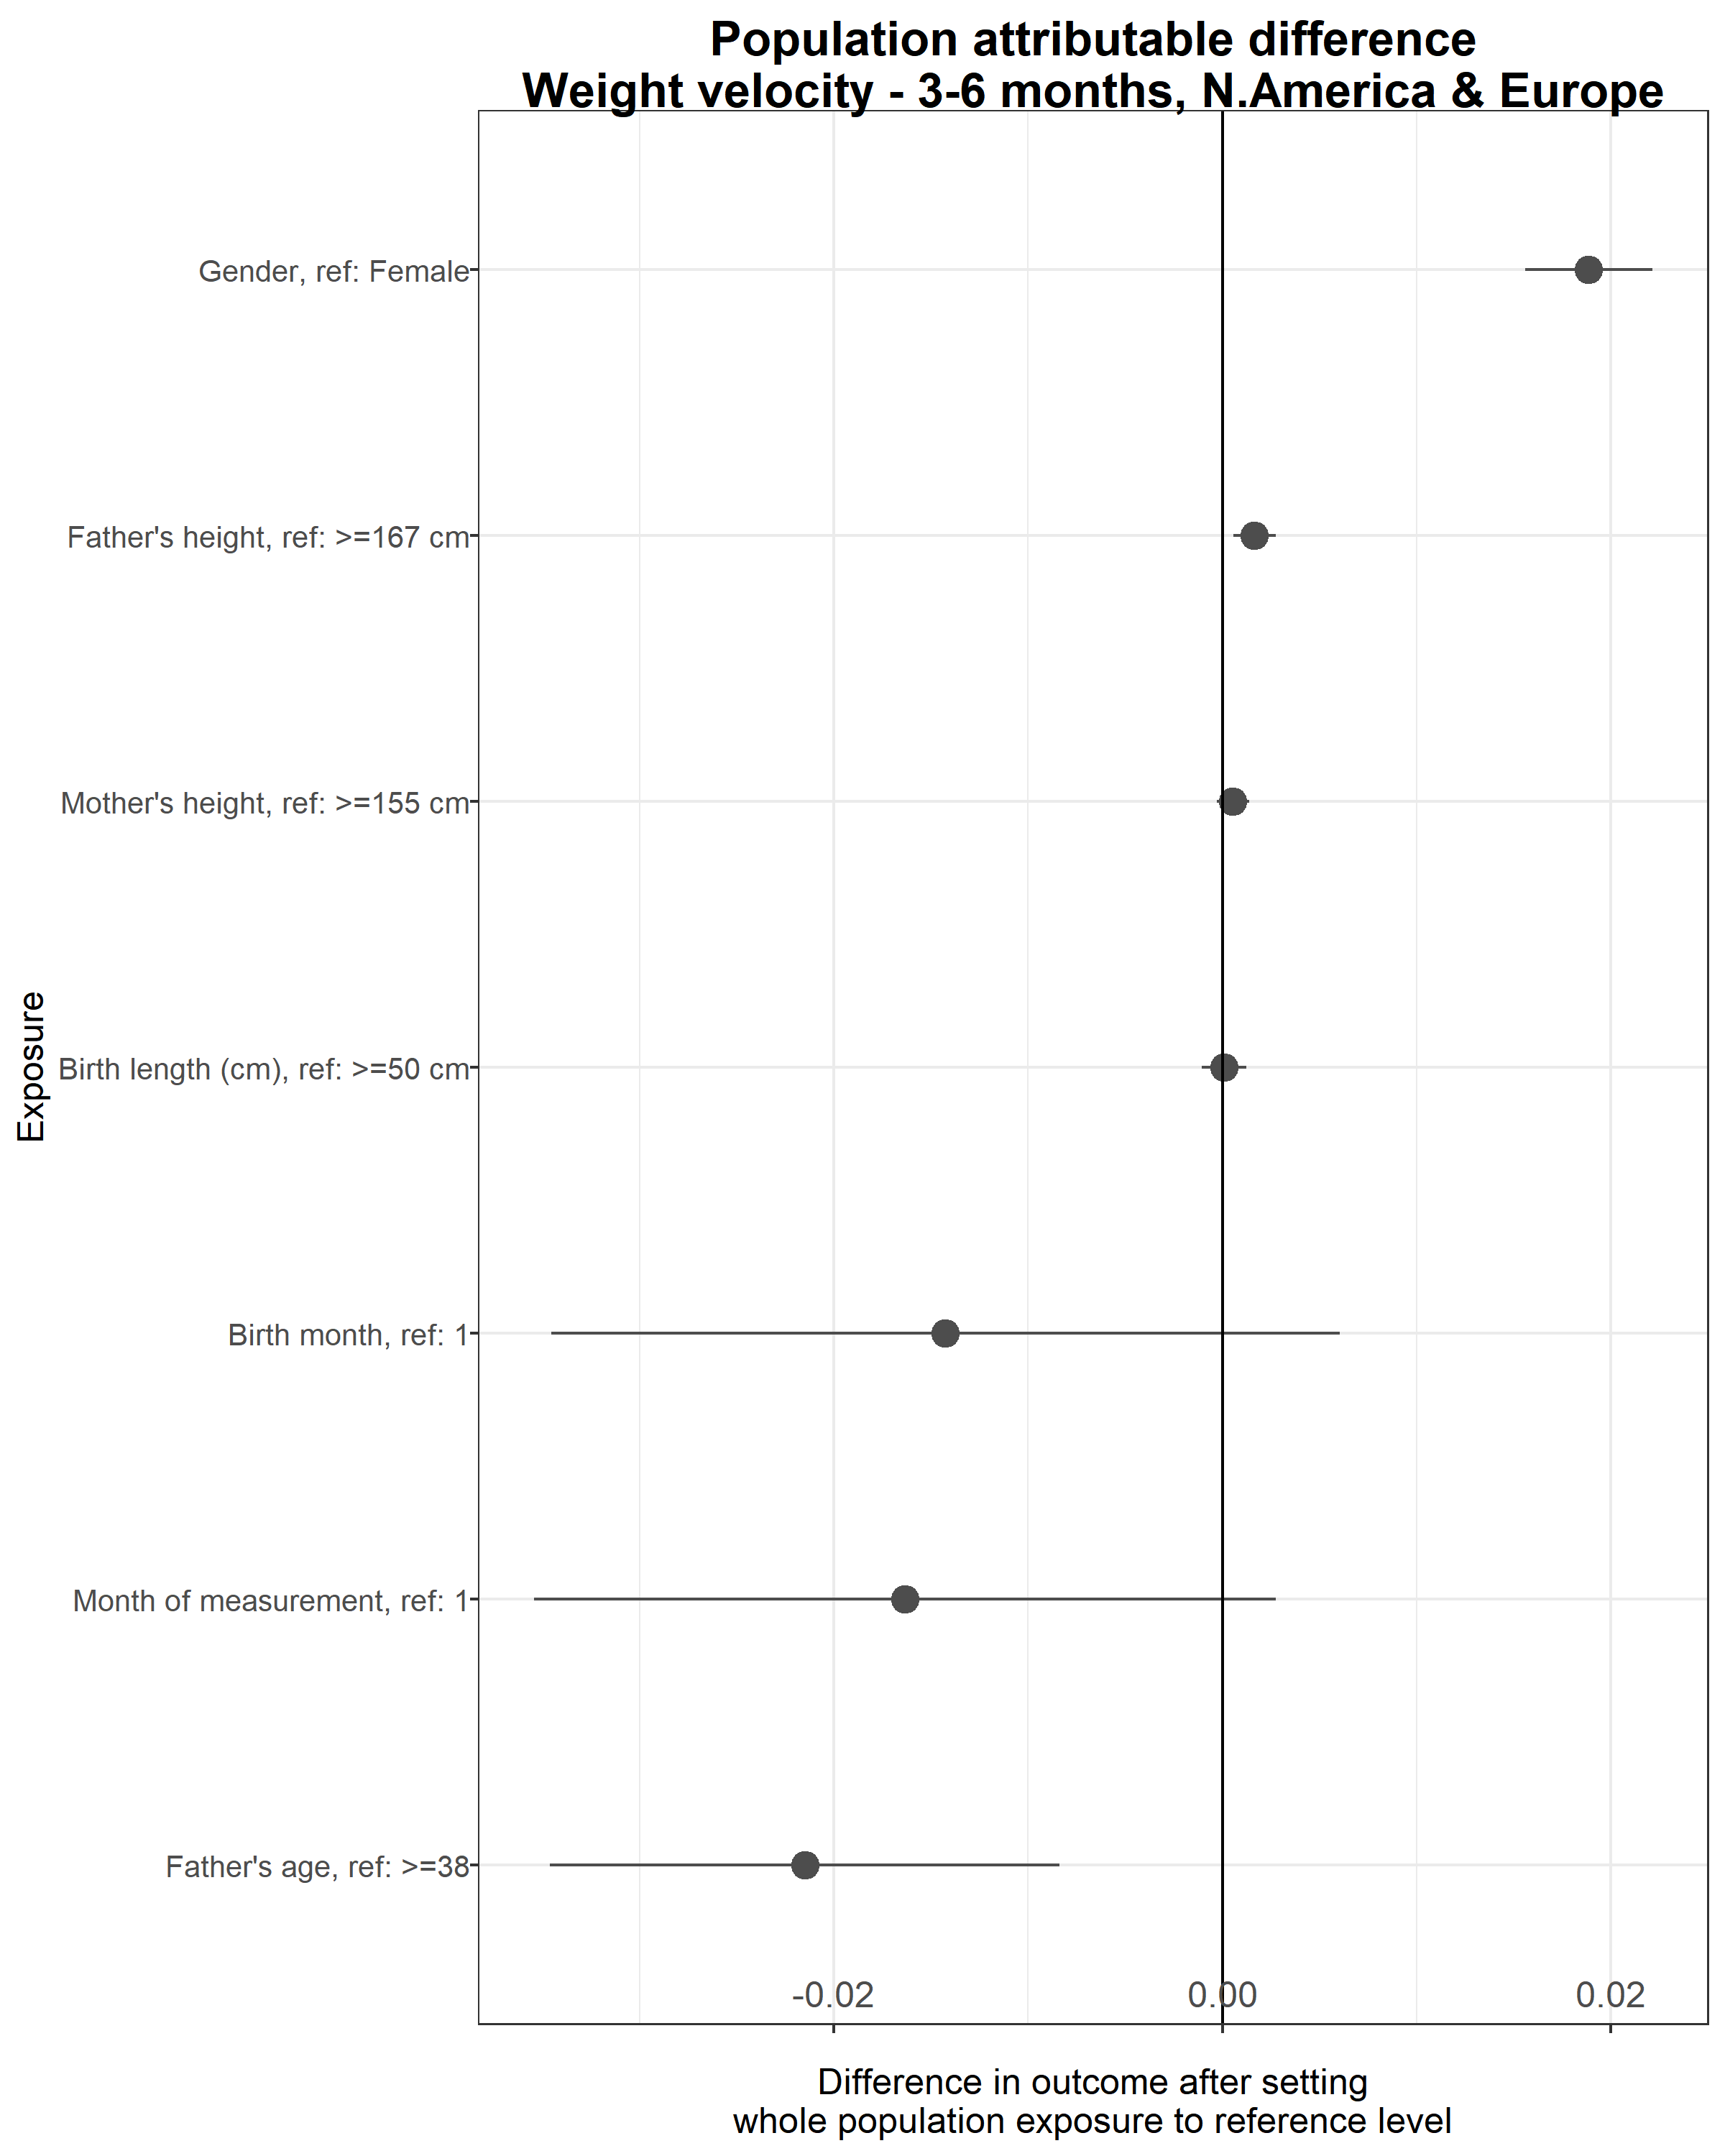 Population attributable difference
Weight velocity - 3-6 months, N.America & Europe
Exposure
Gender, ref: Female
Father's height, ref: >=167 cm
Mother's height, ref: >=155 cm
Birth length (cm), ref: >=50 cm
Birth month, ref: 1
Month of measurement, ref: 1
Father's age, ref: >=38
-0.02 0.00 0.02
Difference in outcome after setting
whole population exposure to reference level